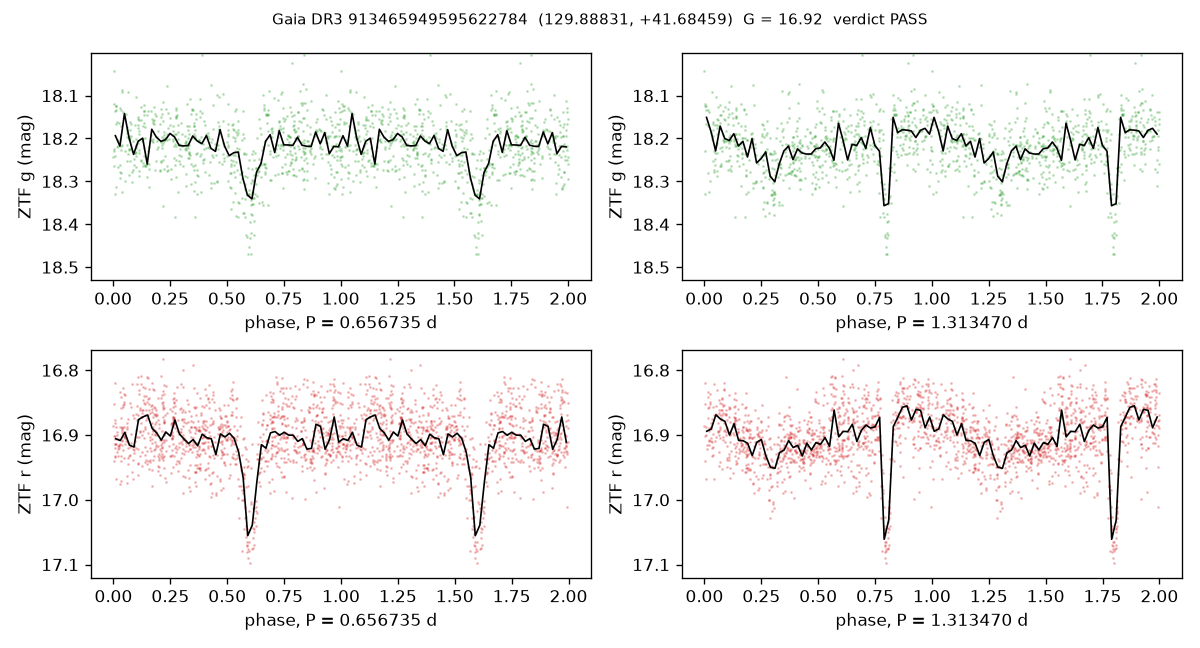 Gaia DR3 913465949595622784  (129.88831, +41.68459)  G = 16.92  verdict PASS
ZTF g (mag)
18.1
18.2
18.3
18.4
18.5
0.00 0.25 0.50 0.75 1.00 1.25 1.50 1.75 2.00
phase, P = 0.656735 d
ZTF g (mag)
18.1
18.2
18.3
18.4
18.5
0.00 0.25 0.50 0.75 1.00 1.25 1.50 1.75 2.00
phase, P = 1.313470 d
ZTF r (mag)
16.8
16.9
17.0
17.1
0.00 0.25 0.50 0.75 1.00 1.25 1.50 1.75 2.00
phase, P = 0.656735 d
ZTF r (mag)
16.8
16.9
17.0
17.1
0.00 0.25 0.50 0.75 1.00 1.25 1.50 1.75 2.00
phase, P = 1.313470 d